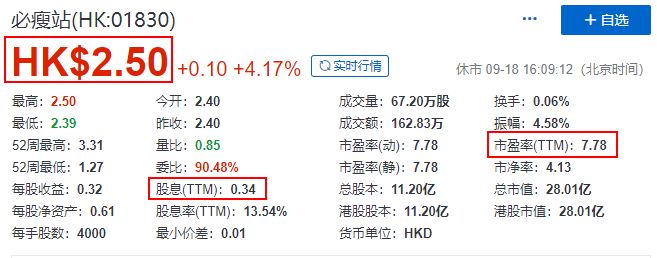 必瘦站(HK:01830) ... +自选
HK$2.50 +0.10 +4.17% 实时行情 休市 09-18 16:09:12（北京时间）
最高：2.50 今开：2.40 成交量：67.20万股 换手：0.06%
最低：2.39 昨收：2.40 成交额：162.83万 振幅：4.58%
52周最高：3.31 量比：0.85 市盈率(动)：7.78 市盈率(TTM)：7.78
52周最低：1.27 委比：90.48% 市盈率(静)：7.78 市净率：4.13
每股收益：0.32 股息(TTM)：0.34 总股本：11.20亿 总市值：28.01亿
每股净资产：0.61 股息率(TTM)：13.54% 港股股本：11.20亿 港股市值：28.01亿
每手股数：4000 最小价差：0.01 货币单位：HKD